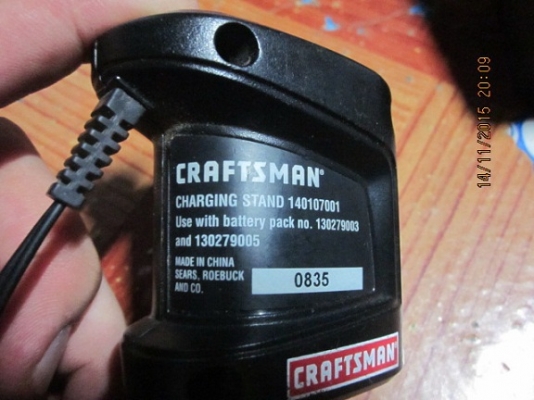 CRAFTSMAN®
CHARGING STAND 140107001
Use with battery pack no. 130279003
and 130279005
MADE IN CHINA
SEARS, ROEBUCK
AND CO.
0835
CRAFTSMAN
14/11/2015 20:09